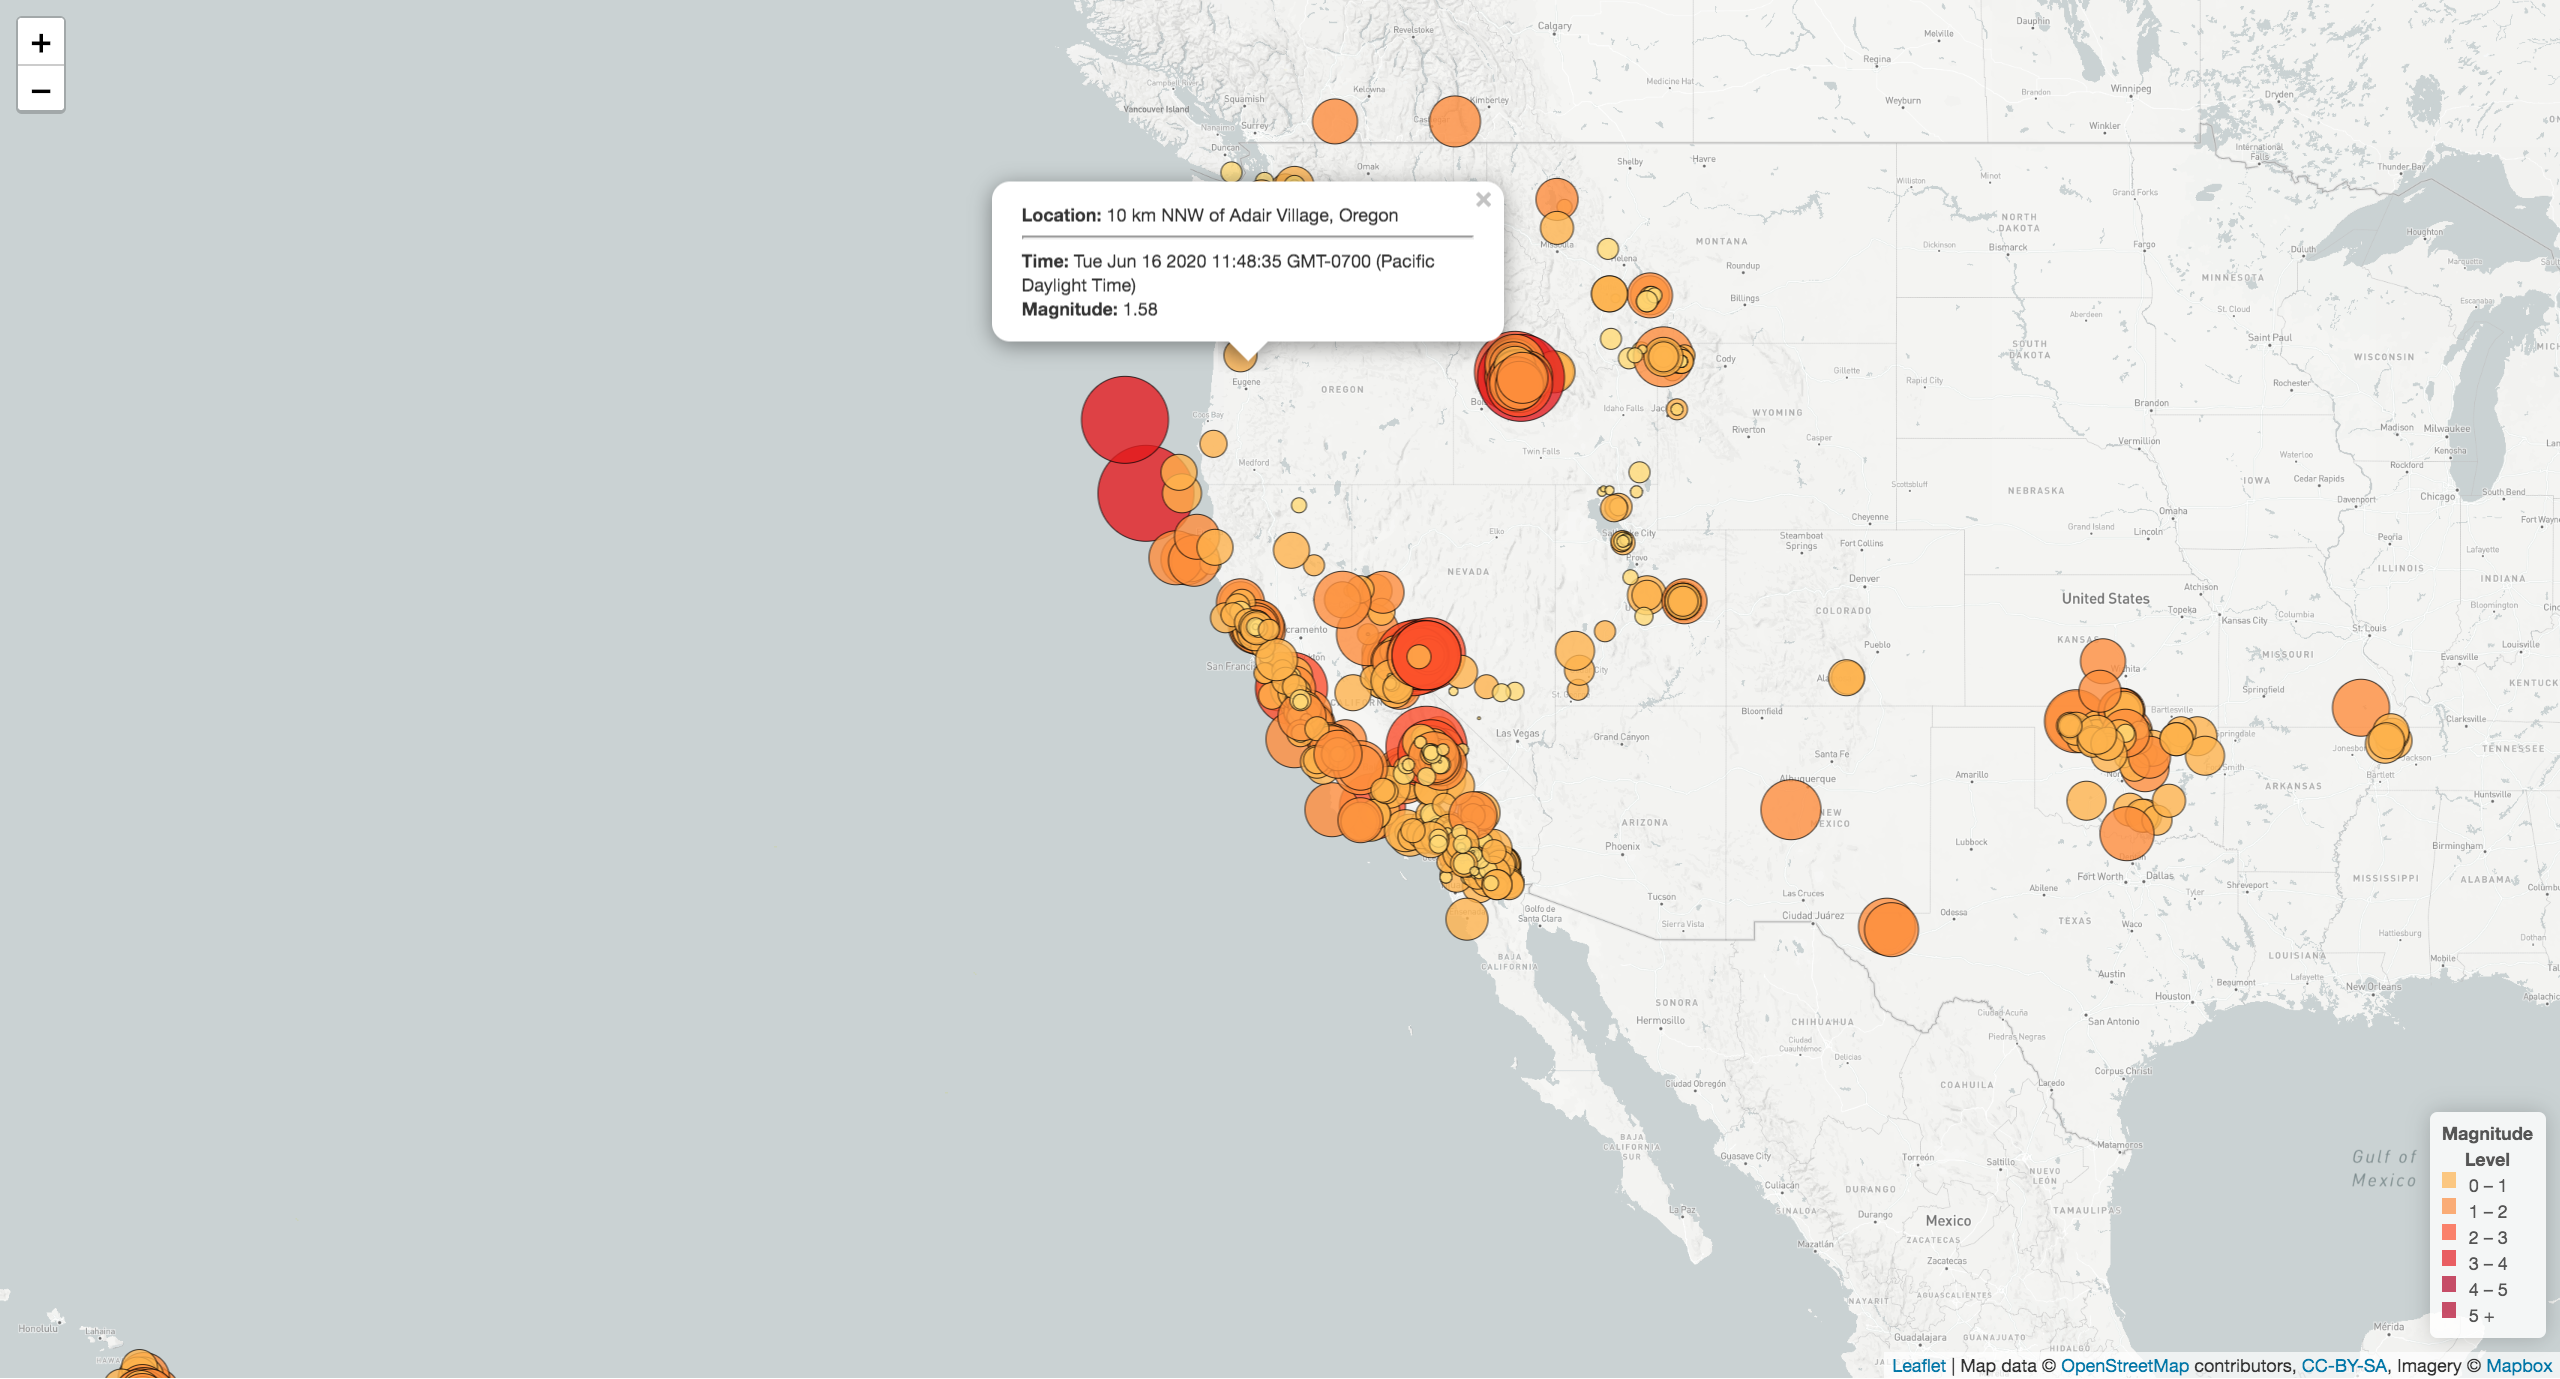 +
−
Location: 10 km NNW of Adair Village, Oregon
×
Time: Tue Jun 16 2020 11:48:35 GMT-0700 (Pacific
Daylight Time)
Magnitude: 1.58
Calgary
Revelstoke
Dauphin
Melville
Regina
Medicine Hat
Campbell River
Vancouver Island
Squamish
Kelowna
Kimberley
Weyburn
Brandon
Winnipeg
Dryden
Nanaimo
Surrey
Winkler
Duncan
International
Falls
Omak
Shelby
Havre
Thunder Bay
Williston
Minot
Grand Forks
NORTH
DAKOTA
Missoula
Helena
MONTANA
Dickinson
Bismarck
Fargo
Duluth
Houghton
Marquette
Roundup
Billings
MINNESOTA
Escanaba
St. Cloud
Aberdeen
SOUTH
DAKOTA
Cody
Gillette
Rapid City
WISCONSIN
Rochester
Eugene
OREGON
Idaho Falls
WYOMING
Riverton
Casper
Brandon
Madison
Milwaukee
Coos Bay
Medford
Twin Falls
Vermillion
Waterloo
Rockford
Kenosha
Scottsbluff
NEBRASKA
IOWA
Cedar Rapids
Davenport
Chicago
South Bend
Elko
Cheyenne
Omaha
Grand Island
Lincoln
Peoria
Fort Wayne
Steamboat
Springs
Fort Collins
Provo
Lafayette
NEVADA
Denver
ILLINOIS
INDIANA
Atchison
United States
COLORADO
Topeka
Kansas City
Columbia
Bloomington
KANSAS
St. Louis
Louisville
Pueblo
MISSOURI
Evansville
Springfield
KENTUCK
Bartlesville
Bloomfield
Clarksville
Las Vegas
Grand Canyon
Santa Fe
Jackson
TENNESSEE
Albuquerque
Amarillo
Bartlett
ARKANSAS
Huntsville
NEW
MEXICO
ARIZONA
Phoenix
Lubbock
Birmingham
Fort Worth
Dallas
MISSISSIPPI
ALABAMA
Tucson
Las Cruces
Abilene
Tyler
Shreveport
Golfo de
Santa Clara
Sierra Vista
Ciudad Juárez
Odessa
TEXAS
Waco
Hattiesburg
Dothan
BAJA
CALIFORNIA
LOUISIANA
Mobile
Austin
Lafayette
Beaumont
New Orleans
SONORA
Houston
Hermosillo
CHIHUAHUA
Ciudad Acuña
San Antonio
Ciudad
Cuauhtémoc
Piedras Negras
Delicias
Corpus Christi
Ciudad Obregón
COAHUILA
Laredo
BAJA
CALIFORNIA
SUR
Guasave City
Torreón
Saltillo
Matamoros
NUEVO
LEÓN
Culiacán
DURANGO
La Paz
SINALOA
Durango
TAMAULIPAS
Mexico
Mazatlán
ZACATECAS
Zacatecas
AGUASCALIENTES
NAYARIT
Guadalajara
GUANAJUATO
HIDALGO
Mérida
Gulf of
Mexico
Honolulu
Lahaina
Magnitude
Level
0 – 1
1 – 2
2 – 3
3 – 4
4 – 5
5 +
Leaflet | Map data © OpenStreetMap contributors, CC-BY-SA, Imagery © Mapbox